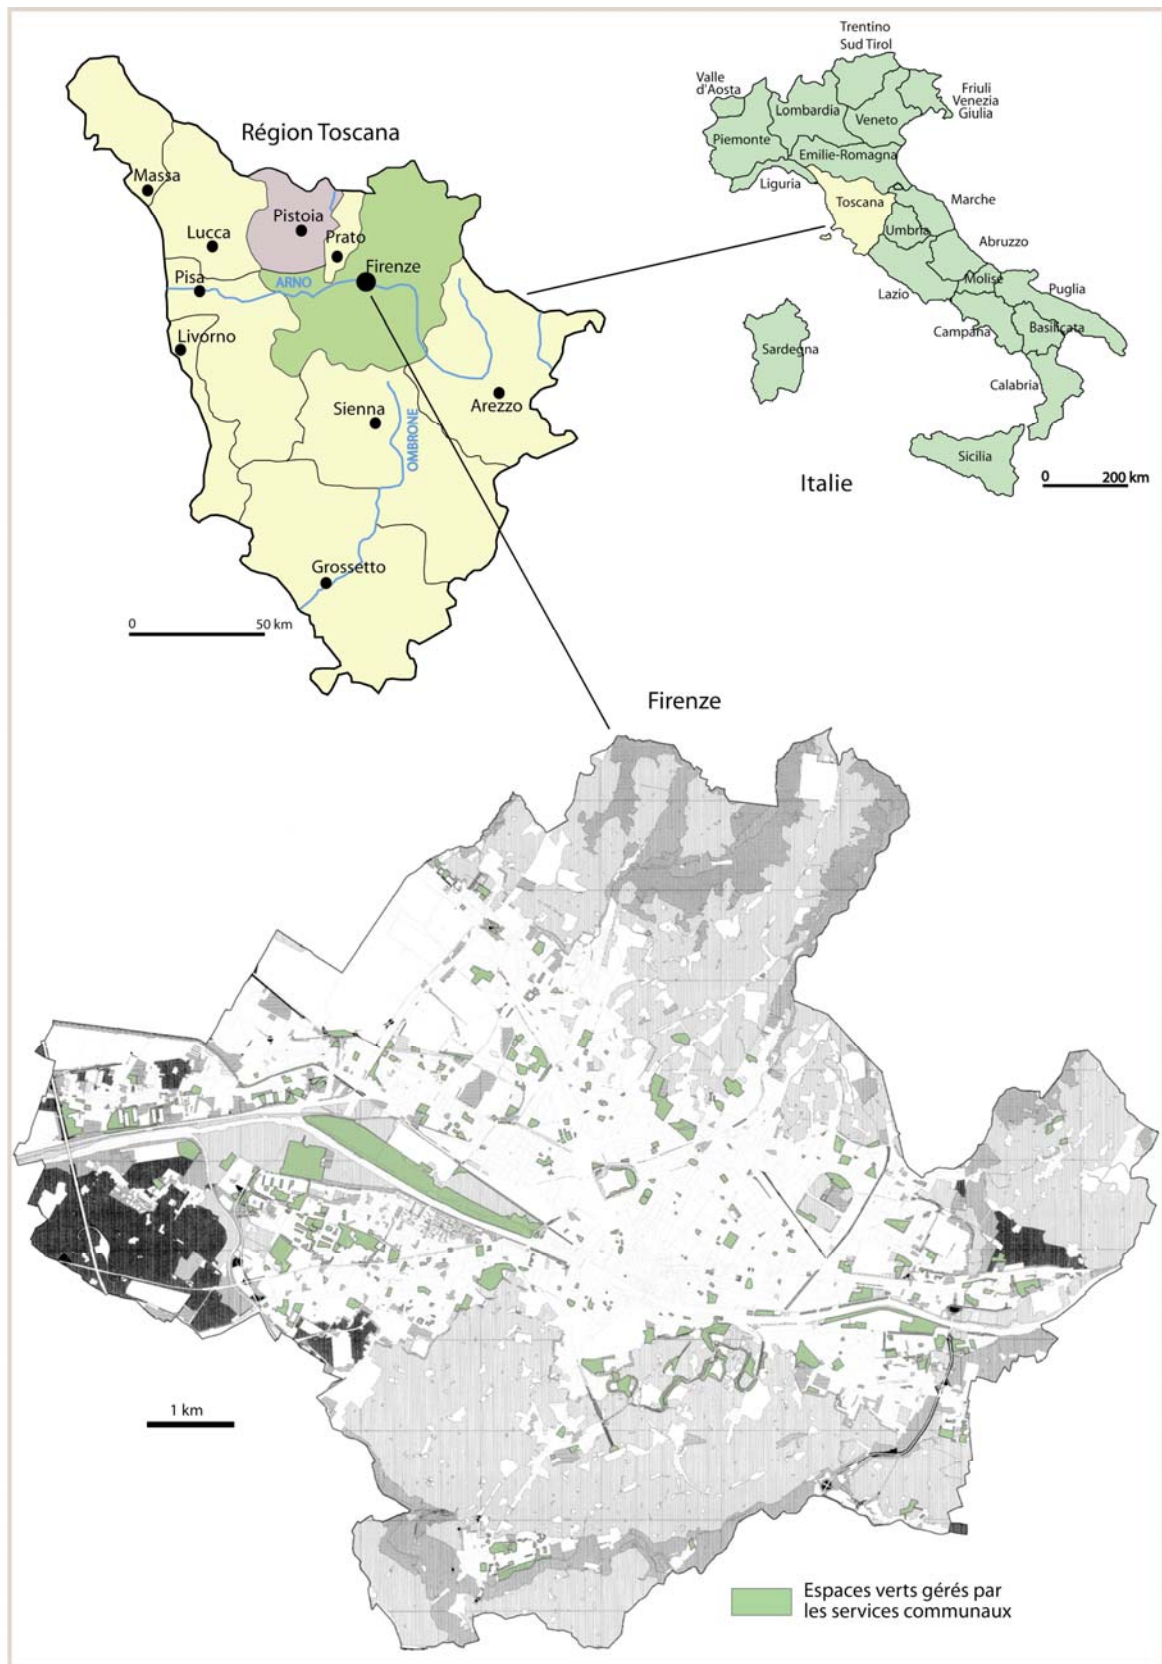 Région Toscana
Massa
Pistoia
Lucca
Prato
Pisa
ARNO
Firenze
Livorno
Sienna
OMBRONE
Arezzo
Grossetto
0 50 km
Trentino
Sud Tirol
Valle
d'Aosta
Lombardia
Veneto
Friuli
Venezia
Giulia
Piemonte
Emilie-Romagna
Liguria
Toscana
Marche
Umbria
Abruzzo
Lazio
Molise
Puglia
Campana
Basilicata
Sardegna
Calabria
Sicilia
Italie
0 200 km
Firenze
1 km
Espaces verts gérés par
les services communaux